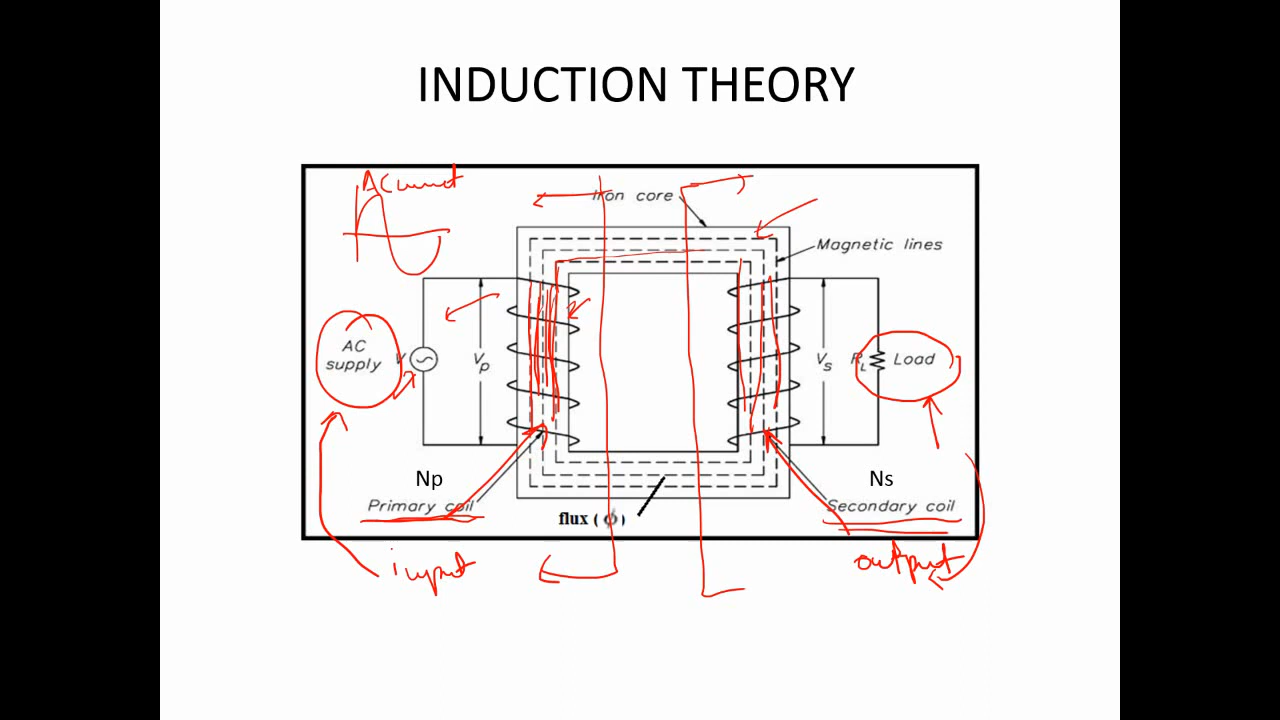 INDUCTION THEORY
AC
Iron core
Magnetic lines
AC
supply
Vp
Vs
RL
Load
Np
Ns
Primary coil
Secondary coil
flux ( ϕ )
input
output